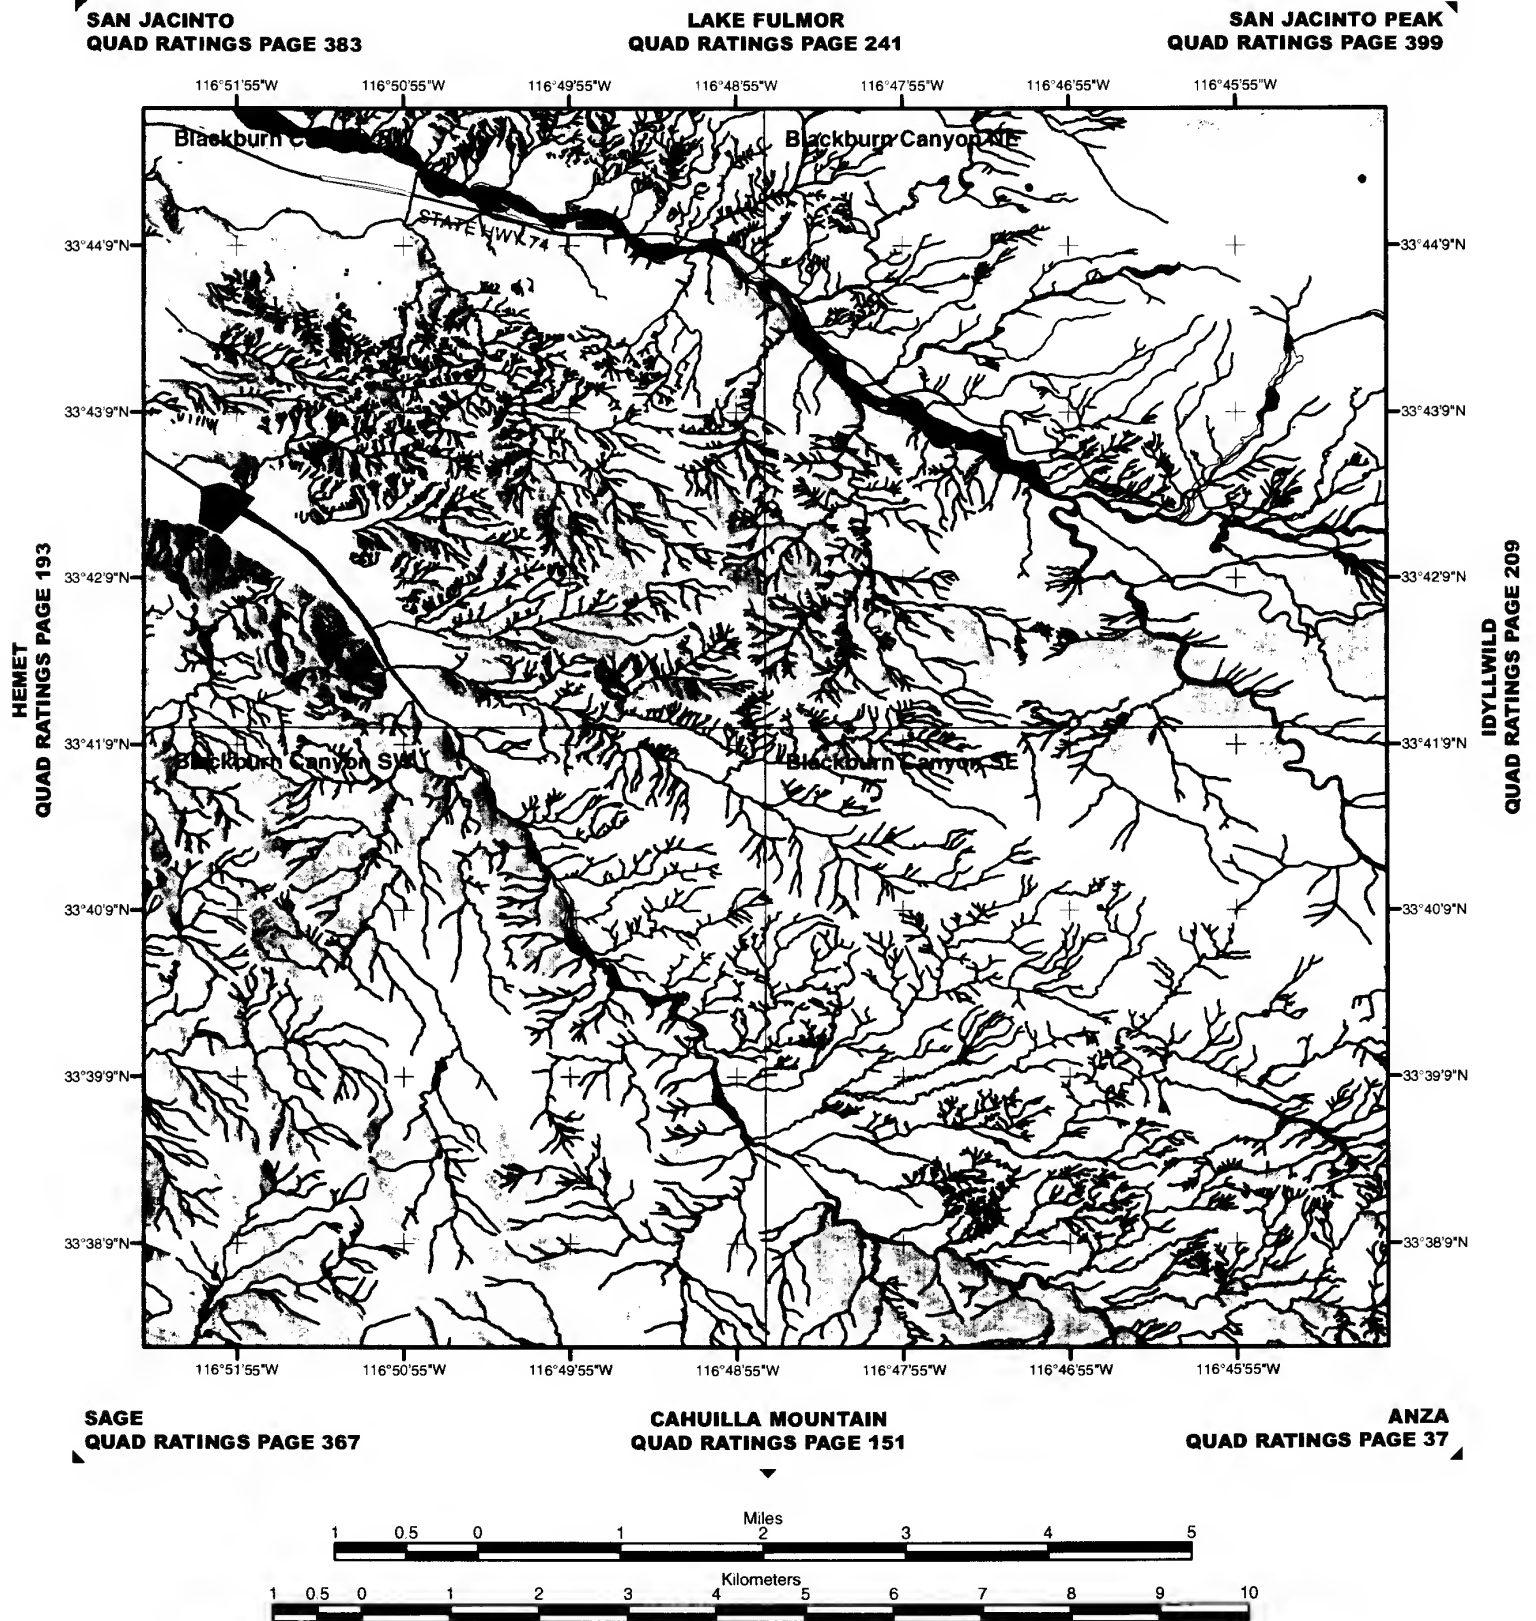 SAN JACINTO
QUAD RATINGS PAGE 383
LAKE FULMOR
QUAD RATINGS PAGE 241
SAN JACINTO PEAK
QUAD RATINGS PAGE 399
116°51'55"W 116°50'55"W 116°49'55"W 116°48'55"W 116°47'55"W 116°46'55"W 116°45'55"W
Blackburn
Blackburn Canyon NE
STATE HWY 74
33°44'9"N 33°44'9"N
33°43'9"N 33°43'9"N
33°42'9"N 33°42'9"N
HEMET
QUAD RATINGS PAGE 193
IDYLLWILD
QUAD RATINGS PAGE 209
33°41'9"N 33°41'9"N
Blackburn Canyon SW
Blackburn Canyon SE
33°40'9"N 33°40'9"N
33°39'9"N 33°39'9"N
33°38'9"N 33°38'9"N
116°51'55"W 116°50'55"W 116°49'55"W 116°48'55"W 116°47'55"W 116°46'55"W 116°45'55"W
SAGE
QUAD RATINGS PAGE 367
CAHUILLA MOUNTAIN
QUAD RATINGS PAGE 151
ANZA
QUAD RATINGS PAGE 37
Miles
1 0.5 0 1 2 3 4 5
Kilometers
1 0.5 0 1 2 3 4 5 6 7 8 9 10